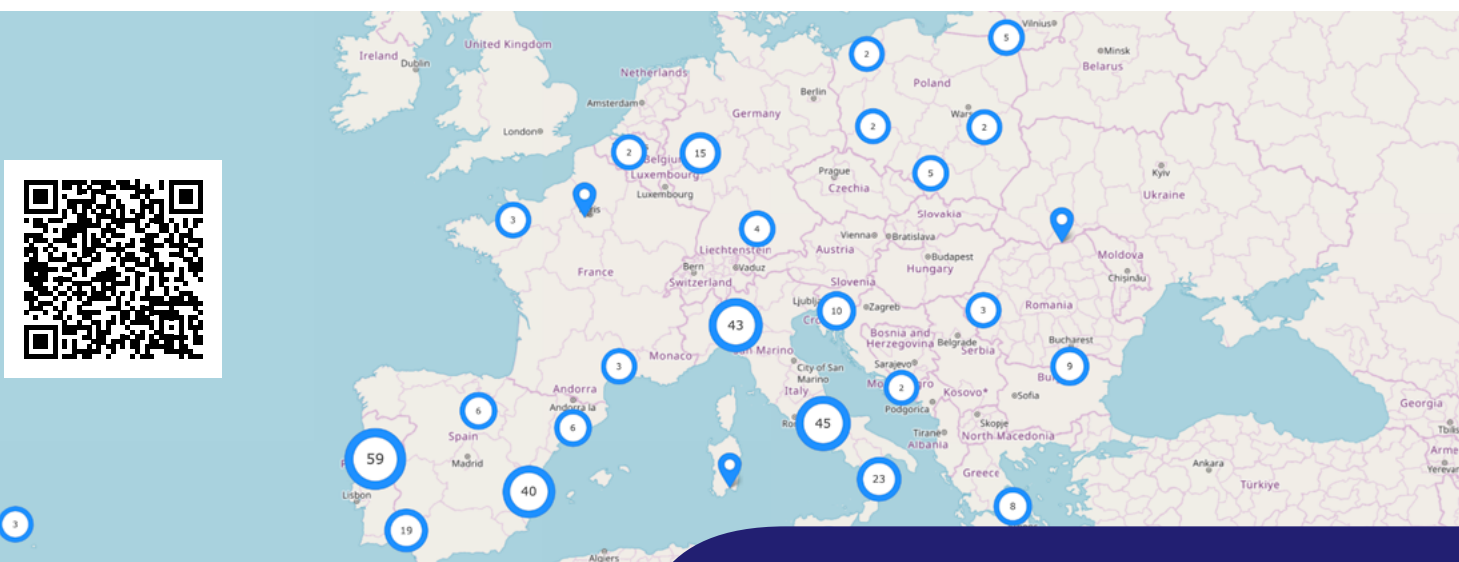 Vilnius
5
Ireland
United Kingdom
2
Minsk
Dublin
Belarus
Netherlands
Poland
Berlin
Amsterdam
Germany
London
2
2
2
15
Belgium
Prague
5
Kyiv
Luxembourg
Czechia
Luxembourg
Ukraine
3
Slovakia
4
Vienna
Bratislava
Liechtenstein
Austria
Moldova
Budapest
France
Bern
Vaduz
Hungary
Chișinău
Switzerland
Slovenia
Zagreb
10
3
Romania
43
Bosnia and
Herzegovina
Belgrade
Bucharest
Serbia
Monaco
San Marino
3
City of San
Marino
Sarajevo
9
Andorra
Italy
2
Kosovo*
Sofia
Andorra la
Podgorica
Georgia
6
6
45
Skopje
Spain
Tirane
North Macedonia
Albania
59
Madrid
Ankara
Greece
23
Türkiye
40
Lisbon
8
3
19
Algiers